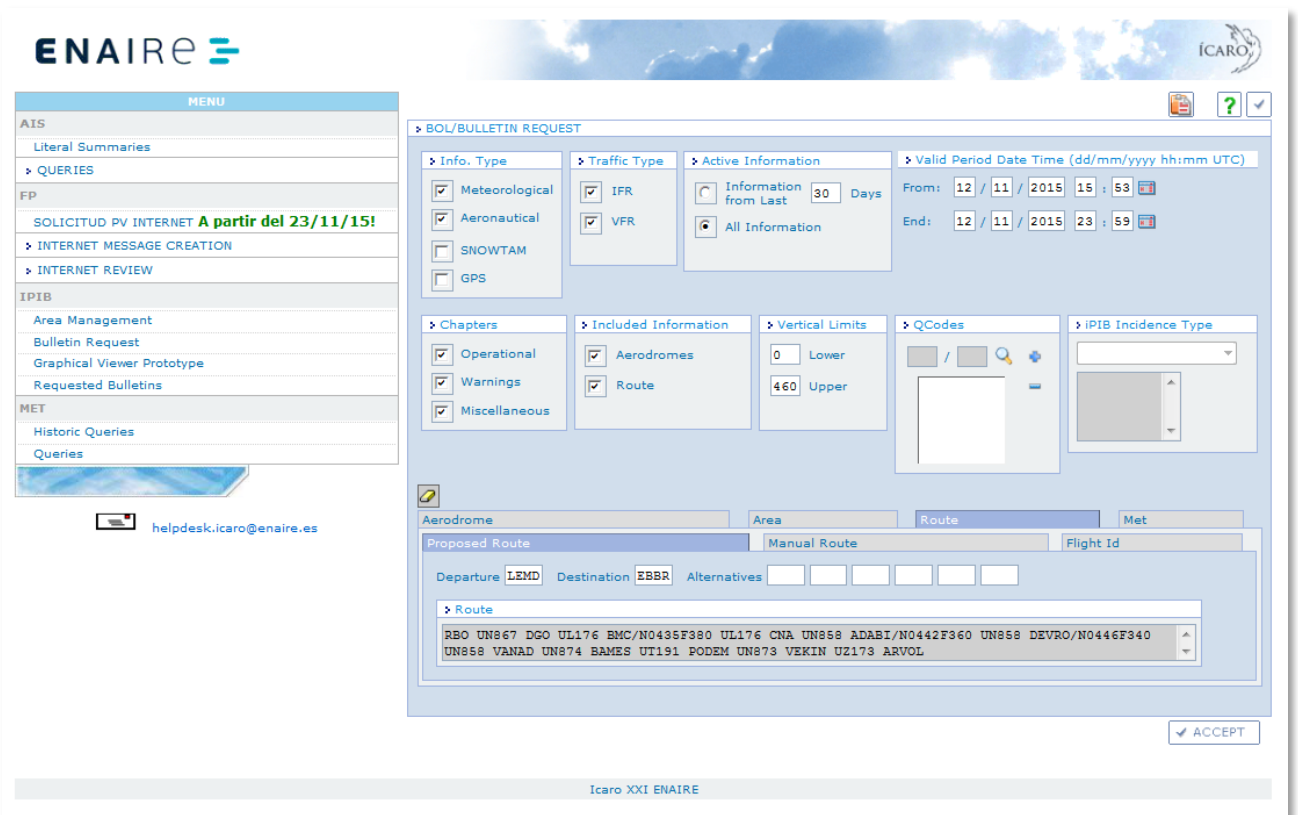 ENAIRE
ÍCARO
MENU
AIS
Literal Summaries
QUERIES
FP
SOLICITUD PV INTERNET A partir del 23/11/15!
INTERNET MESSAGE CREATION
INTERNET REVIEW
IPIB
Area Management
Bulletin Request
Graphical Viewer Prototype
Requested Bulletins
MET
Historic Queries
Queries
helpdesk.icaro@enaire.es
?
BOL/BULLETIN REQUEST
Info. Type
Meteorological
Aeronautical
SNOWTAM
GPS
Traffic Type
IFR
VFR
Active Information
Information from Last 30 Days
All Information
Valid Period Date Time (dd/mm/yyyy hh:mm UTC)
From: 12 / 11 / 2015 15 : 53
End: 12 / 11 / 2015 23 : 59
Chapters
Operational
Warnings
Miscellaneous
Included Information
Aerodromes
Route
Vertical Limits
0 Lower
460 Upper
QCodes
/
iPIB Incidence Type
Aerodrome Area Route Met
Proposed Route Manual Route Flight Id
Departure LEMD Destination EBBR Alternatives
Route
RBO UN867 DGO UL176 BMC/N0435F380 UL176 CNA UN858 ADABI/N0442F360 UN858 DEVRO/N0446F340
UN858 VANAD UN874 BAMES UT191 PODEM UN873 VEKIN UZ173 ARVOL
ACCEPT
Icaro XXI ENAIRE